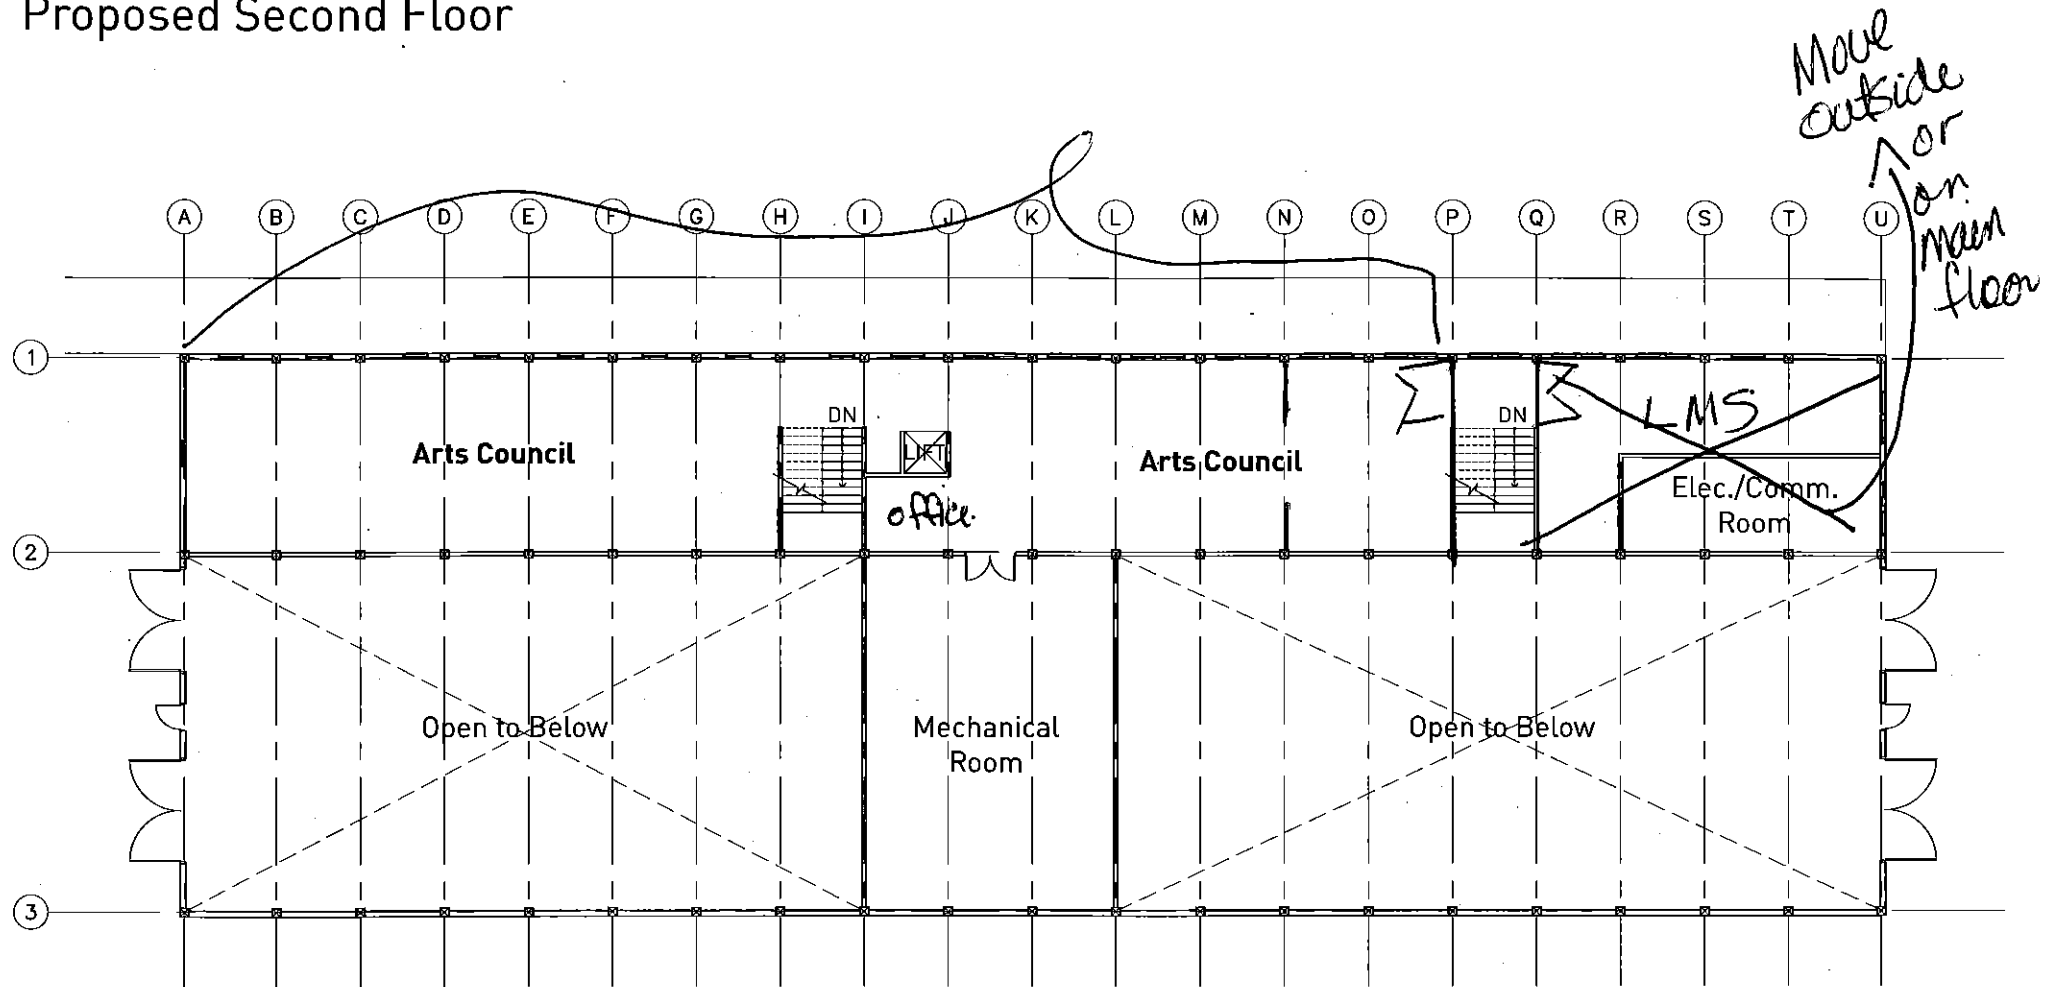 Proposed Second Floor
Move
outside
or
on
main
floor
A B C D E F G H I J K L M N O P Q R S T U
1
DN
DN
LMS
Arts Council
LIFT
Arts Council
office
Elec./Comm.
Room
2
Open to Below
Mechanical
Room
Open to Below
3